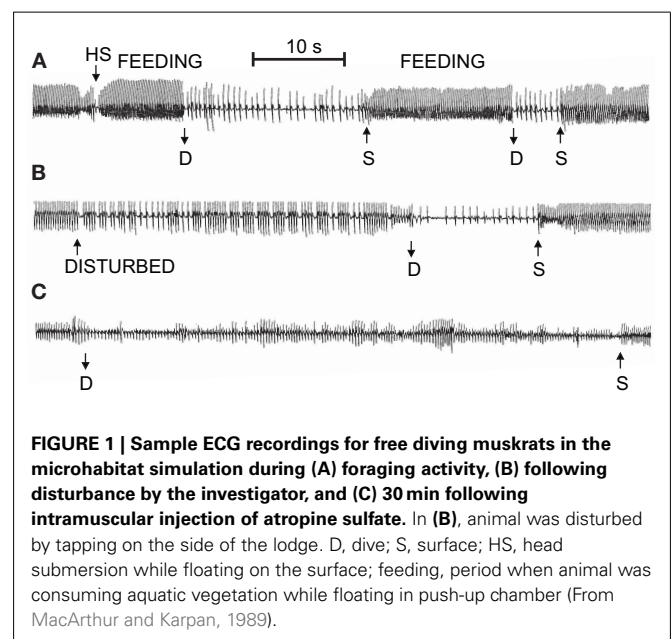 A
HS
FEEDING
10 s
FEEDING
D
S
D
S
B
DISTURBED
D
S
C
D
S
FIGURE 1 | Sample ECG recordings for free diving muskrats in the
microhabitat simulation during (A) foraging activity, (B) following
disturbance by the investigator, and (C) 30 min following
intramuscular injection of atropine sulfate. In (B), animal was disturbed
by tapping on the side of the lodge. D, dive; S, surface; HS, head
submersion while floating on the surface; feeding, period when animal was
consuming aquatic vegetation while floating in push-up chamber (From
MacArthur and Karpan, 1989).